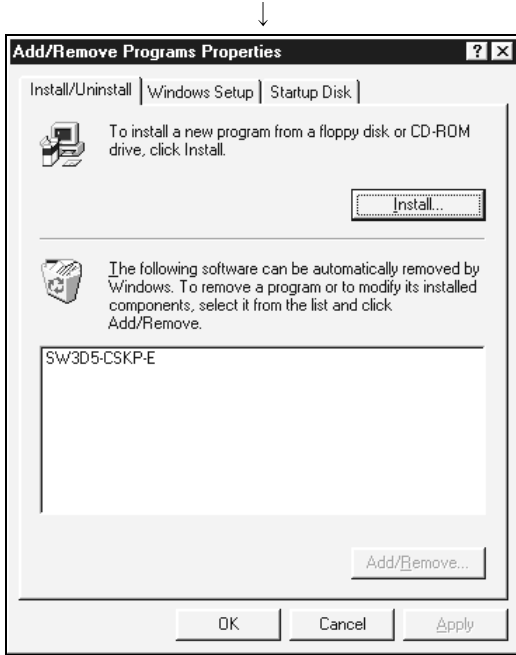 ↓
Add/Remove Programs Properties
Install/Uninstall Windows Setup Startup Disk
To install a new program from a floppy disk or CD-ROM
drive, click Install.
Install...
The following software can be automatically removed by
Windows. To remove a program or to modify its installed
components, select it from the list and click
Add/Remove.
SW3D5-CSKP-E
Add/Remove...
OK Cancel Apply